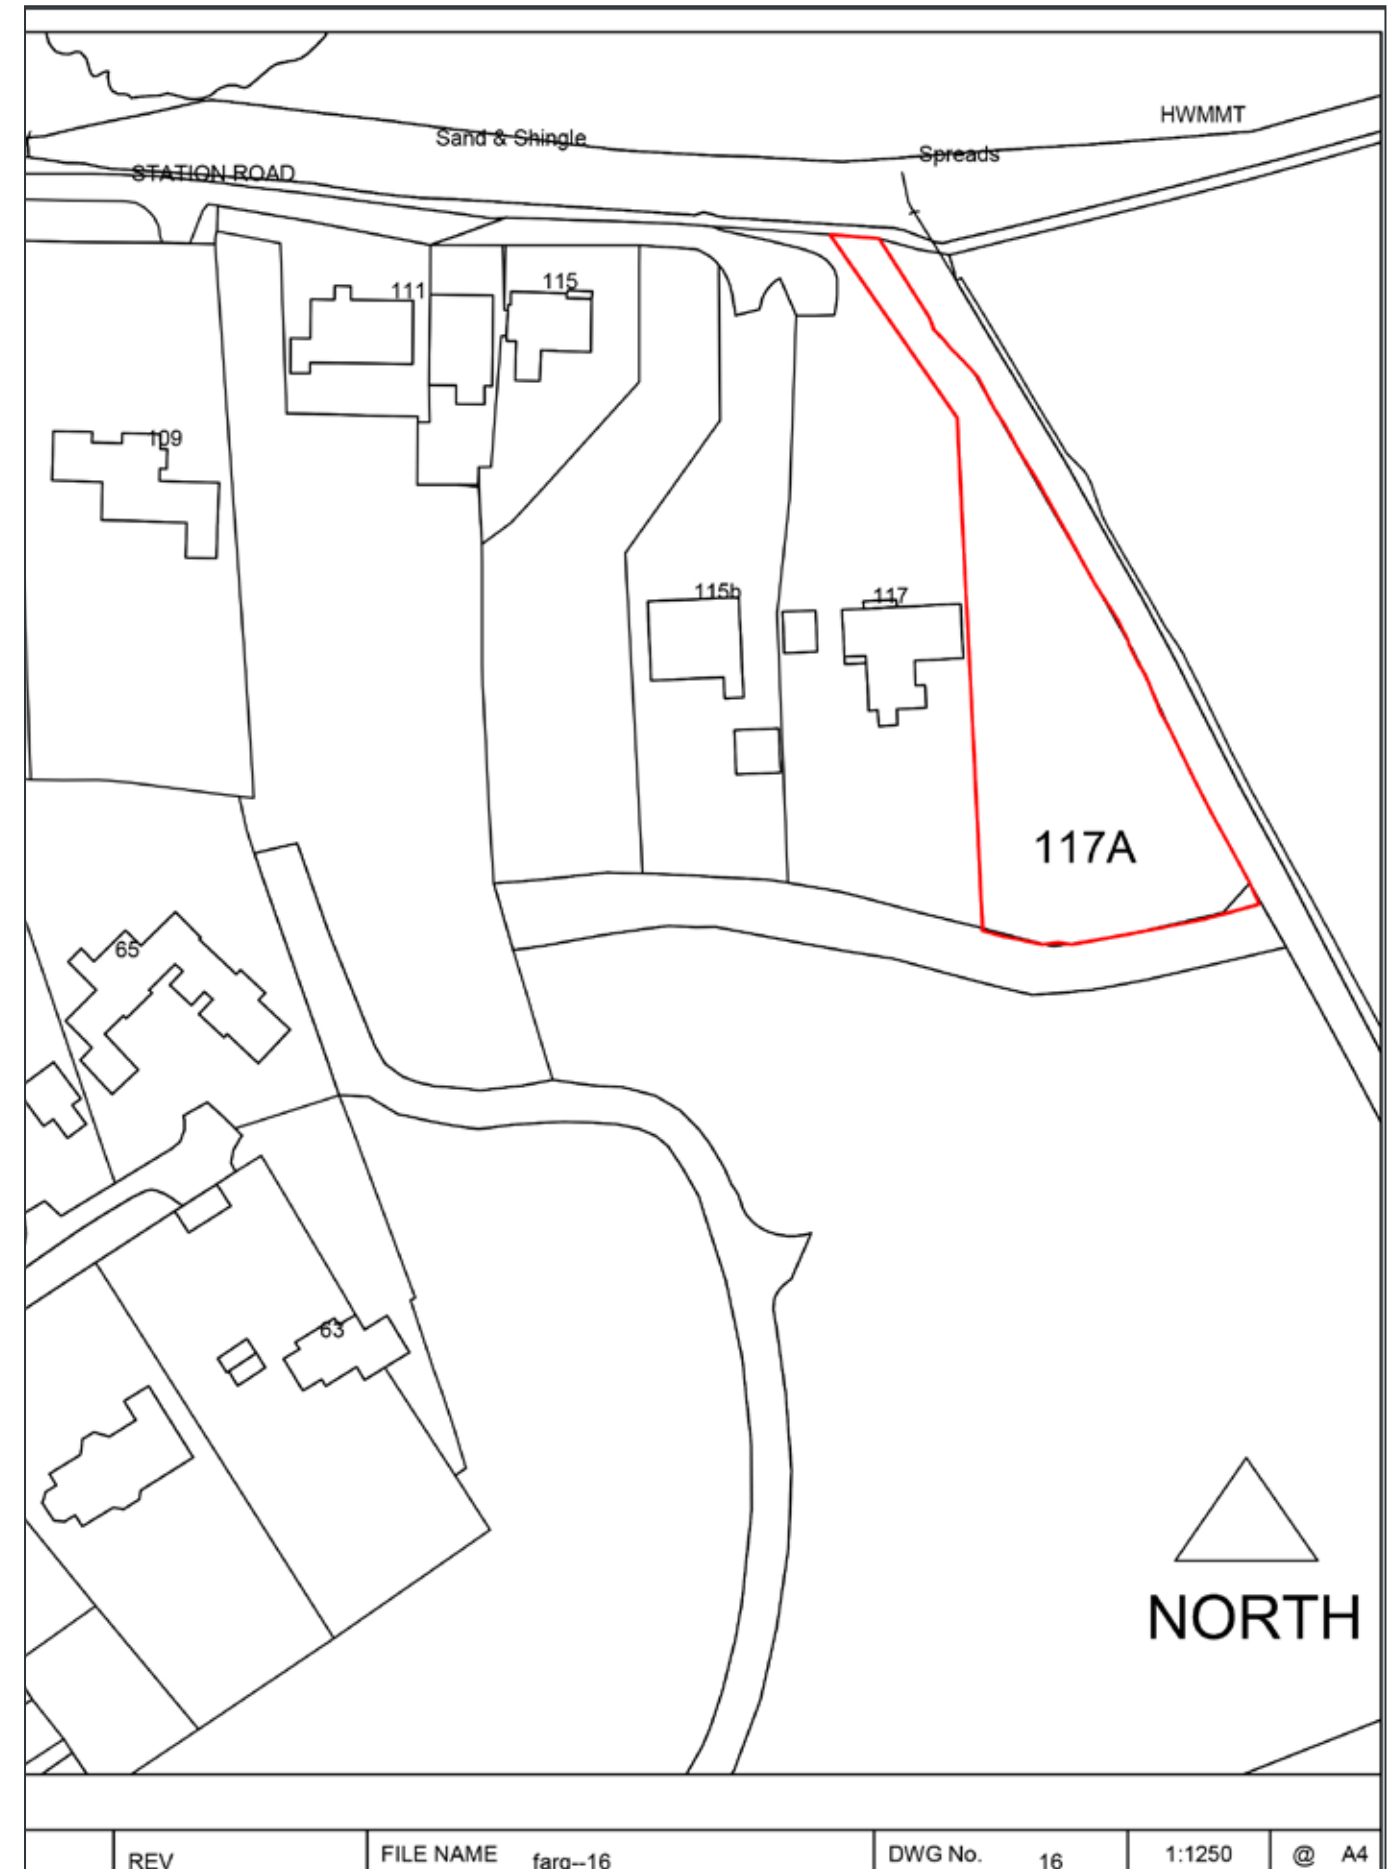 HWMMT
Sand & Shingle
Spreads
STATION ROAD
111
115
109
115b
117
117A
65
63
NORTH
REV
FILE NAME farg--16
DWG No. 16
1:1250
@ A4